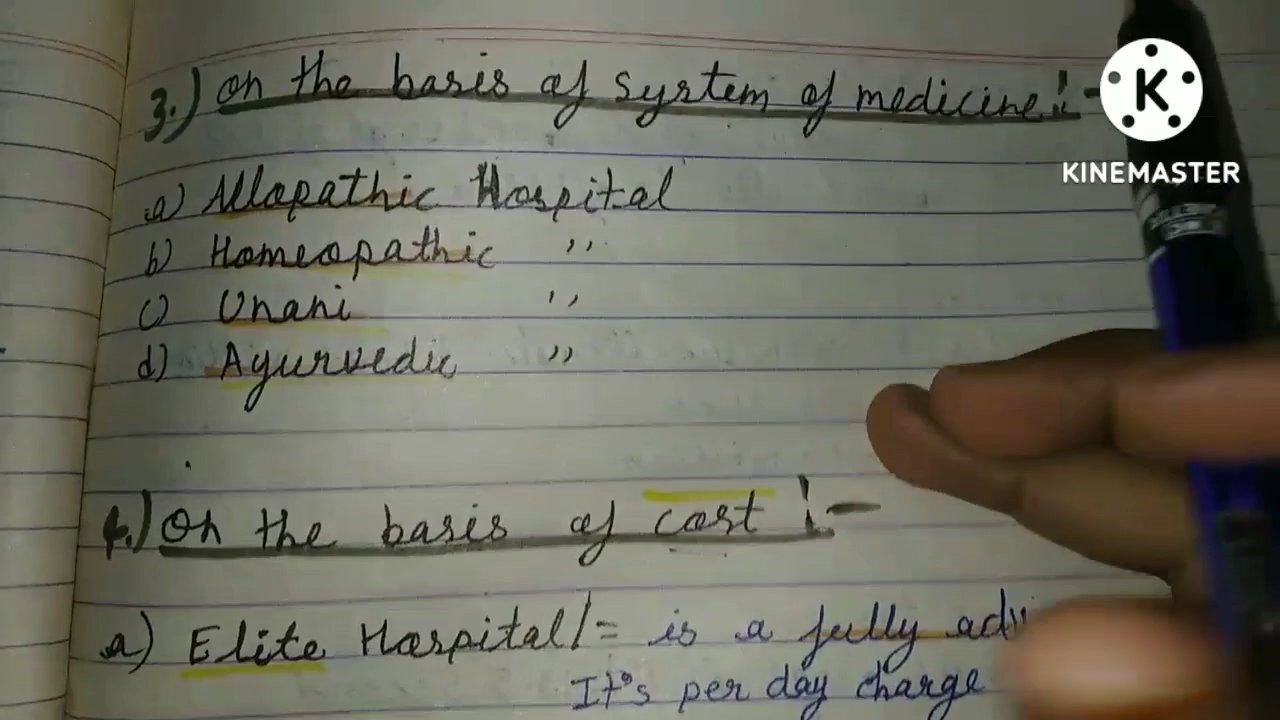 3.) On the basis of system of medicine :-
a) Allopathic Hospital
b) Homeopathic ,,
c) Unani ,,
d) Ayurvedic ,,
4.) On the basis of cost :-
a) Elite Hospital /= is a fully
It's per day charge
K
KINEMASTER